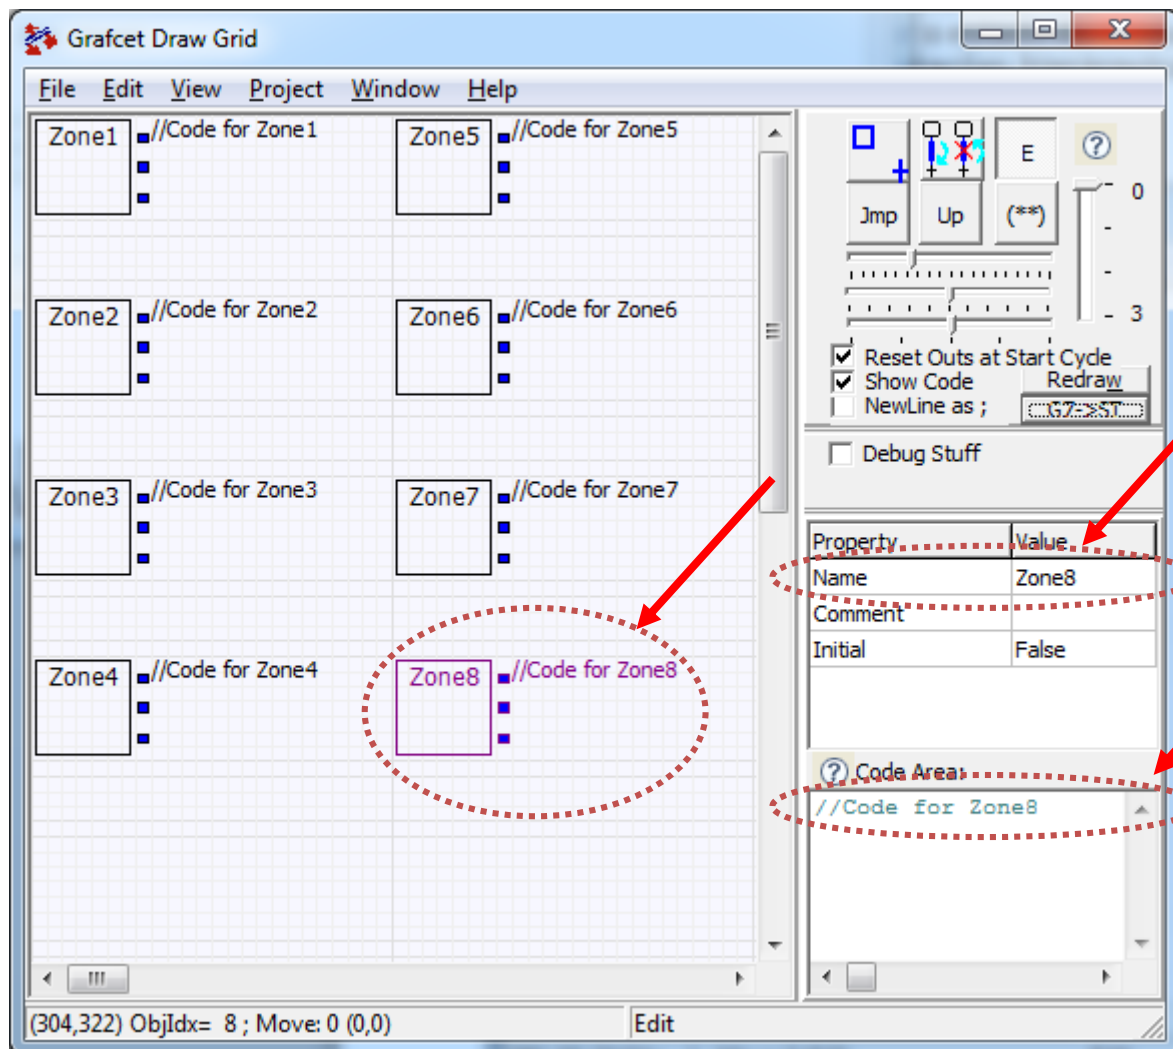 Grafcet Draw Grid
File Edit View Project Window Help
Zone1 //Code for Zone1
Zone5 //Code for Zone5
Zone2 //Code for Zone2
Zone6 //Code for Zone6
Zone3 //Code for Zone3
Zone7 //Code for Zone7
Zone4 //Code for Zone4
Zone8 //Code for Zone8
E
0
Jmp Up (**)
3
Reset Outs at Start Cycle
Show Code Redraw
NewLine as ; G7->ST
Debug Stuff
Property Value
Name Zone8
Comment
Initial False
Code Area:
//Code for Zone8
(304,322) ObjIdx= 8 ; Move: 0 (0,0) Edit